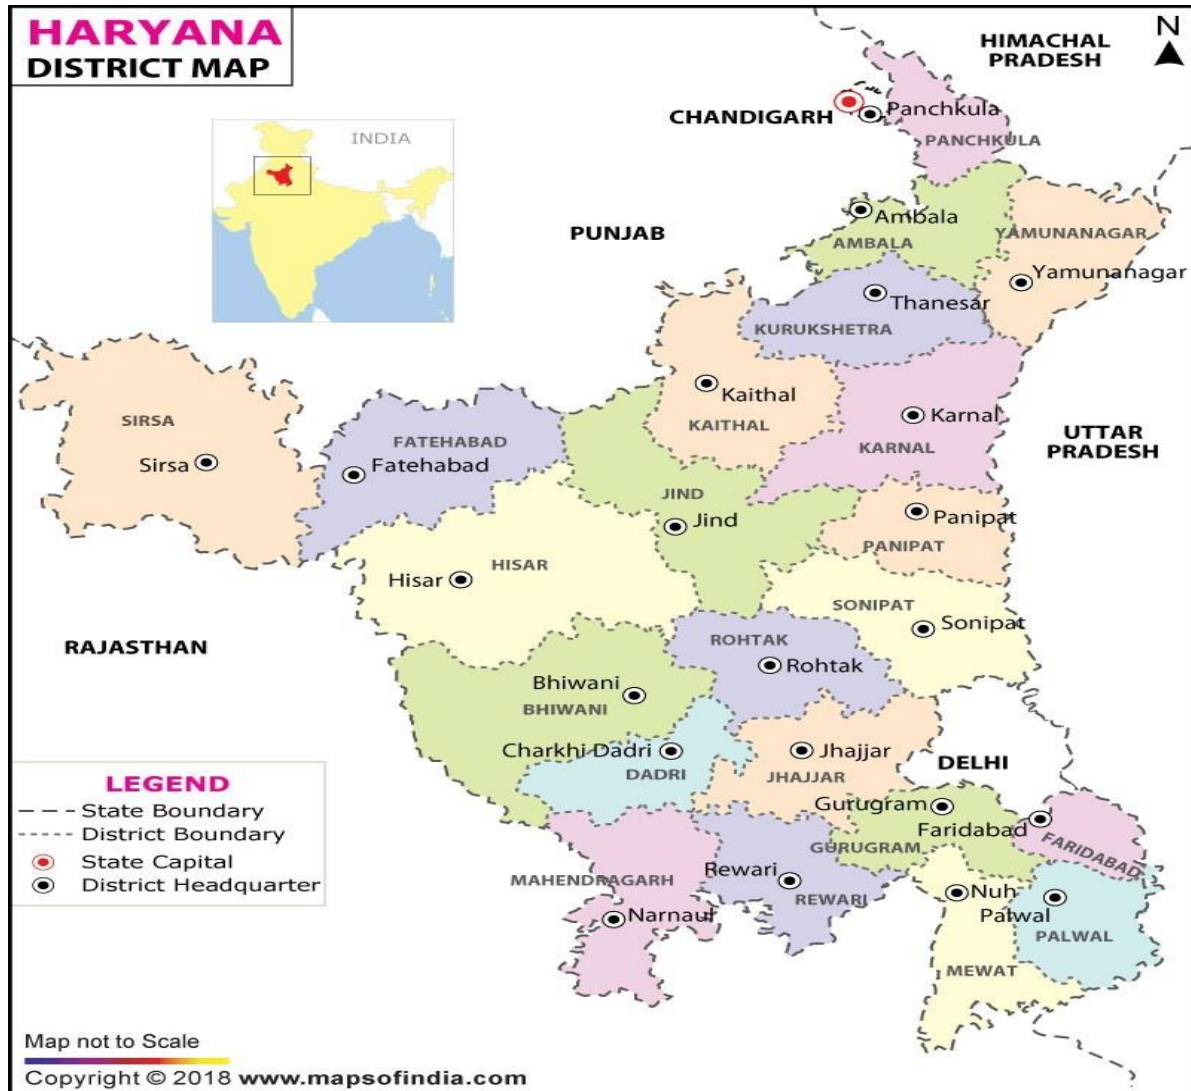 HARYANA
DISTRICT MAP
N
HIMACHAL
PRADESH
INDIA
CHANDIGARH
Panchkula
PANCHKULA
PUNJAB
Ambala
AMBALA
YAMUNANAGAR
Yamunanagar
Thanesar
KURUKSHETRA
Kaithal
KAITHAL
Karnal
KARNAL
UTTAR
PRADESH
SIRSA
Sirsa
FATEHABAD
Fatehabad
JIND
Jind
Panipat
PANIPAT
HISAR
Hisar
SONIPAT
Sonipat
RAJASTHAN
ROHTAK
Rohtak
Bhiwani
BHIWANI
Charkhi Dadri
DADRI
Jhajjar
JHAJJAR
DELHI
Gurugram
GURUGRAM
Faridabad
FARIDABAD
MAHENDRAGARH
Narnaul
Rewari
REWARI
Nuh
Palwal
PALWAL
MEWAT
LEGEND
State Boundary
District Boundary
State Capital
District Headquarter
Map not to Scale
Copyright © 2018 www.mapsofindia.com